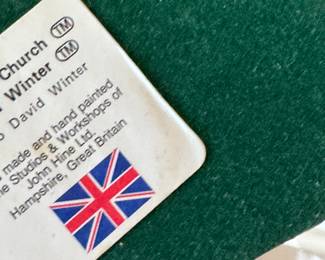 Church TM
Winter TM
David Winter
made and hand painted
Studios & Workshops of
John Hine Ltd.
Hampshire, Great Britain